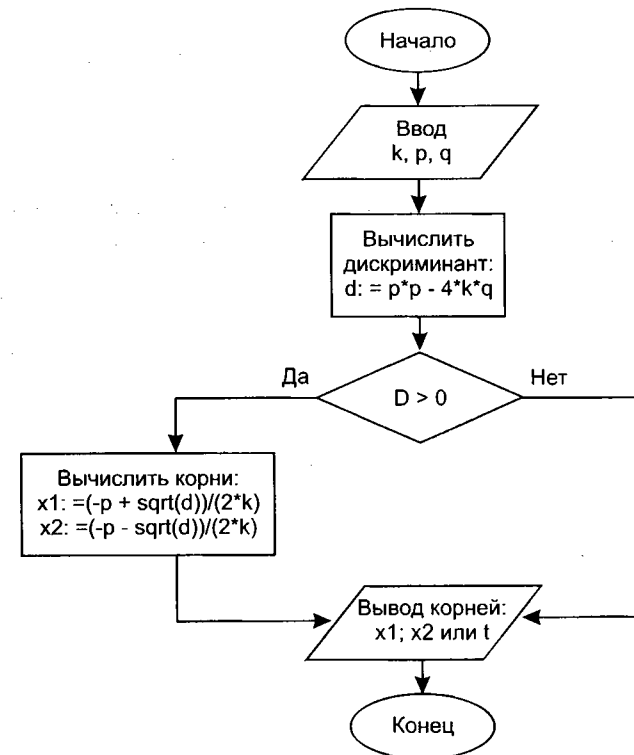 Начало
Ввод
k, p, q
Вычислить
дискриминант:
d: = p*p - 4*k*q
Да
D > 0
Нет
Вычислить корни:
x1: =(-p + sqrt(d))/(2*k)
x2: =(-p - sqrt(d))/(2*k)
Вывод корней:
x1; x2 или t
Конец